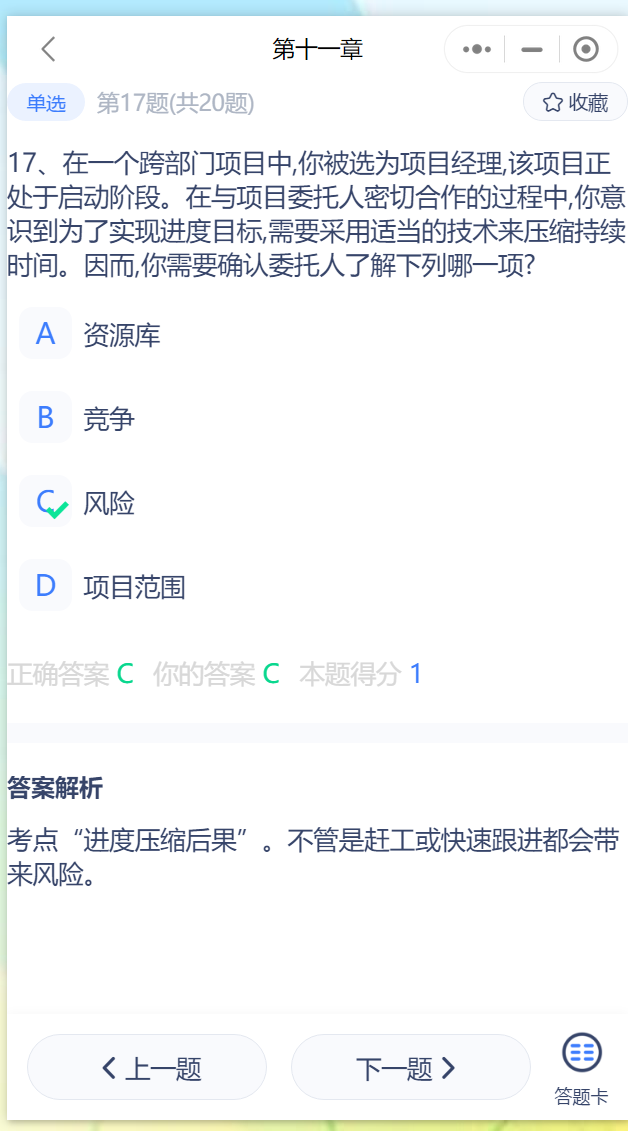 第十一章
单选 第17题(共20题) 收藏
17、在一个跨部门项目中,你被选为项目经理,该项目正
处于启动阶段。在与项目委托人密切合作的过程中,你意
识到为了实现进度目标,需要采用适当的技术来压缩持续
时间。因而,你需要确认委托人了解下列哪一项?
A 资源库
B 竞争
C 风险
D 项目范围
正确答案 C 你的答案 C 本题得分 1
答案解析
考点“进度压缩后果”。不管是赶工或快速跟进都会带
来风险。
上一题 下一题 答题卡